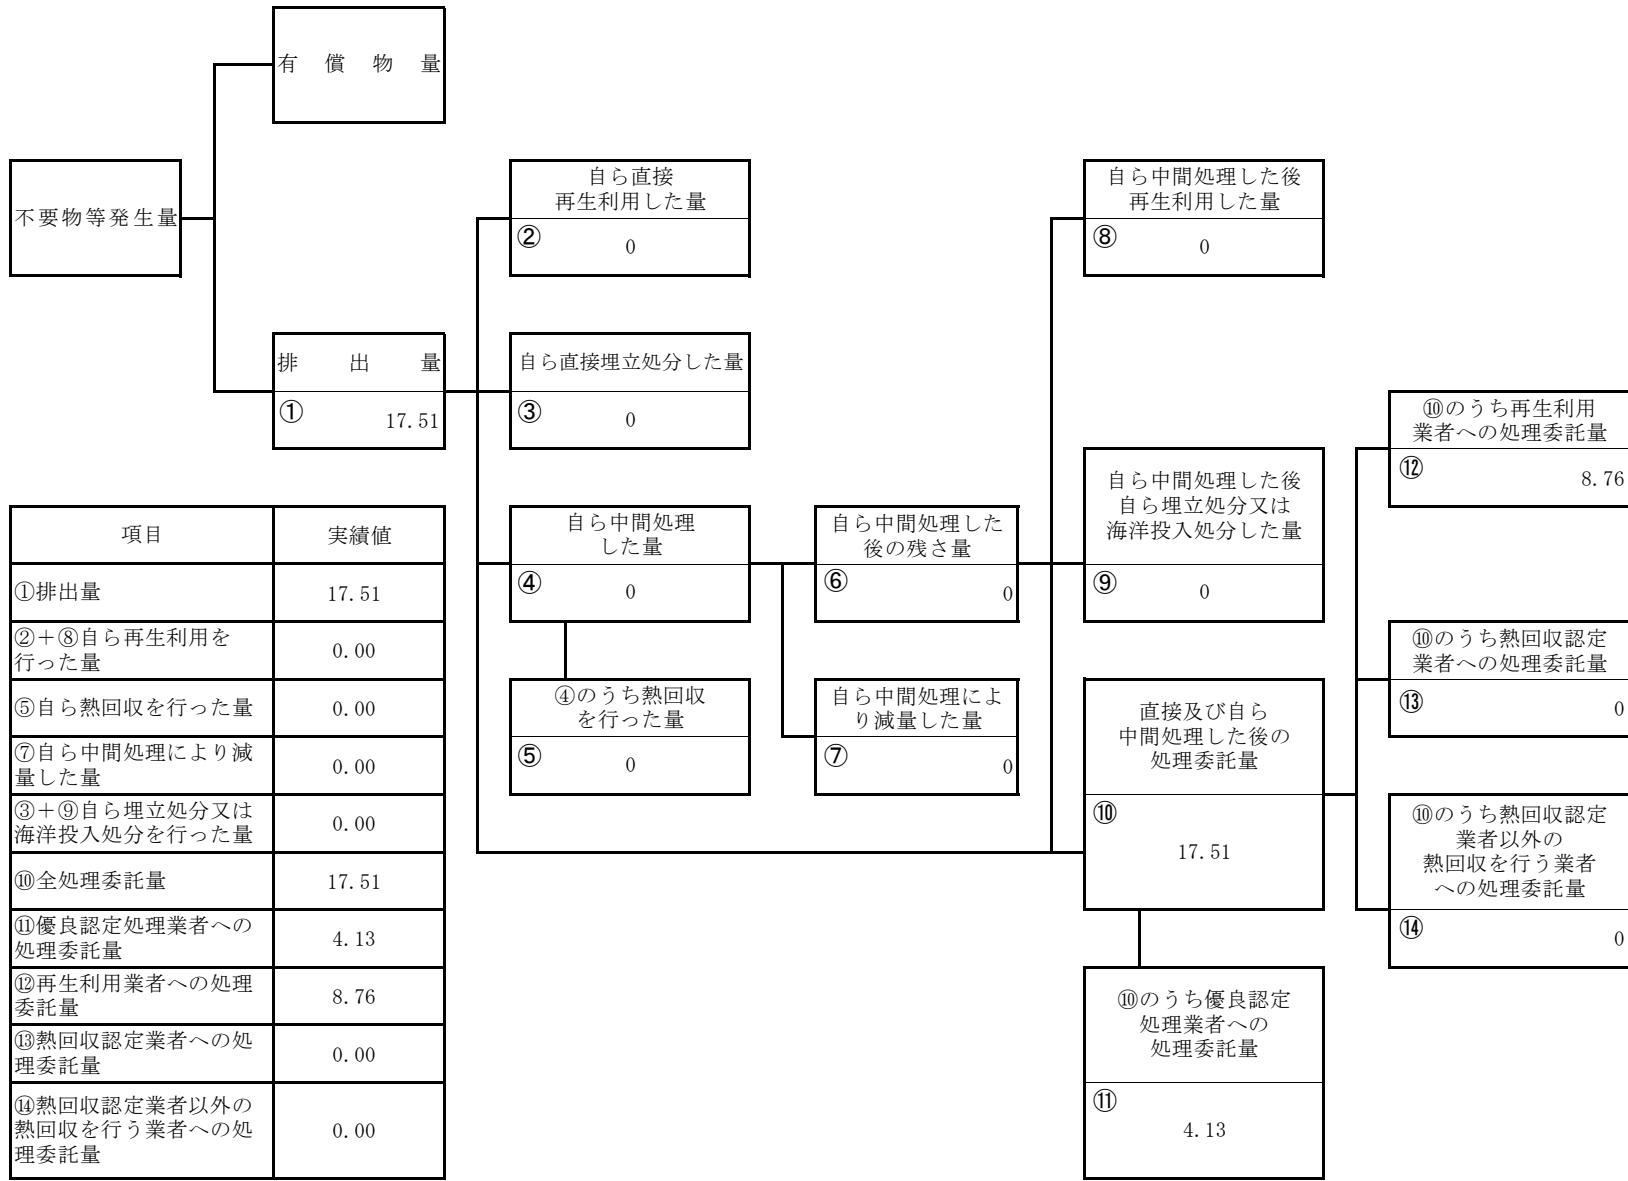 有償物量
不要物等発生量
排出量
① 17.51
自ら直接
再生利用した量
② 0
自ら直接埋立処分した量
③ 0
自ら中間処理
した量
④ 0
④のうち熱回収
を行った量
⑤ 0
自ら中間処理した
後の残さ量
⑥ 0
自ら中間処理によ
り減量した量
⑦ 0
自ら中間処理した後
再生利用した量
⑧ 0
自ら中間処理した後
自ら埋立処分又は
海洋投入処分した量
⑨ 0
直接及び自ら
中間処理した後の
処理委託量
⑩
17.51
⑩のうち優良認定
処理業者への
処理委託量
⑪
4.13
⑩のうち再生利用
業者への処理委託量
⑫ 8.76
⑩のうち熱回収認定
業者への処理委託量
⑬ 0
⑩のうち熱回収認定
業者以外の
熱回収を行う業者
への処理委託量
⑭ 0
項目 実績値
①排出量 17.51
②＋⑧自ら再生利用を
行った量 0.00
⑤自ら熱回収を行った量 0.00
⑦自ら中間処理により減
量した量 0.00
③＋⑨自ら埋立処分又は
海洋投入処分を行った量 0.00
⑩全処理委託量 17.51
⑪優良認定処理業者への
処理委託量 4.13
⑫再生利用業者への処理
委託量 8.76
⑬熱回収認定業者への処
理委託量 0.00
⑭熱回収認定業者以外の
熱回収を行う業者への処
理委託量 0.00